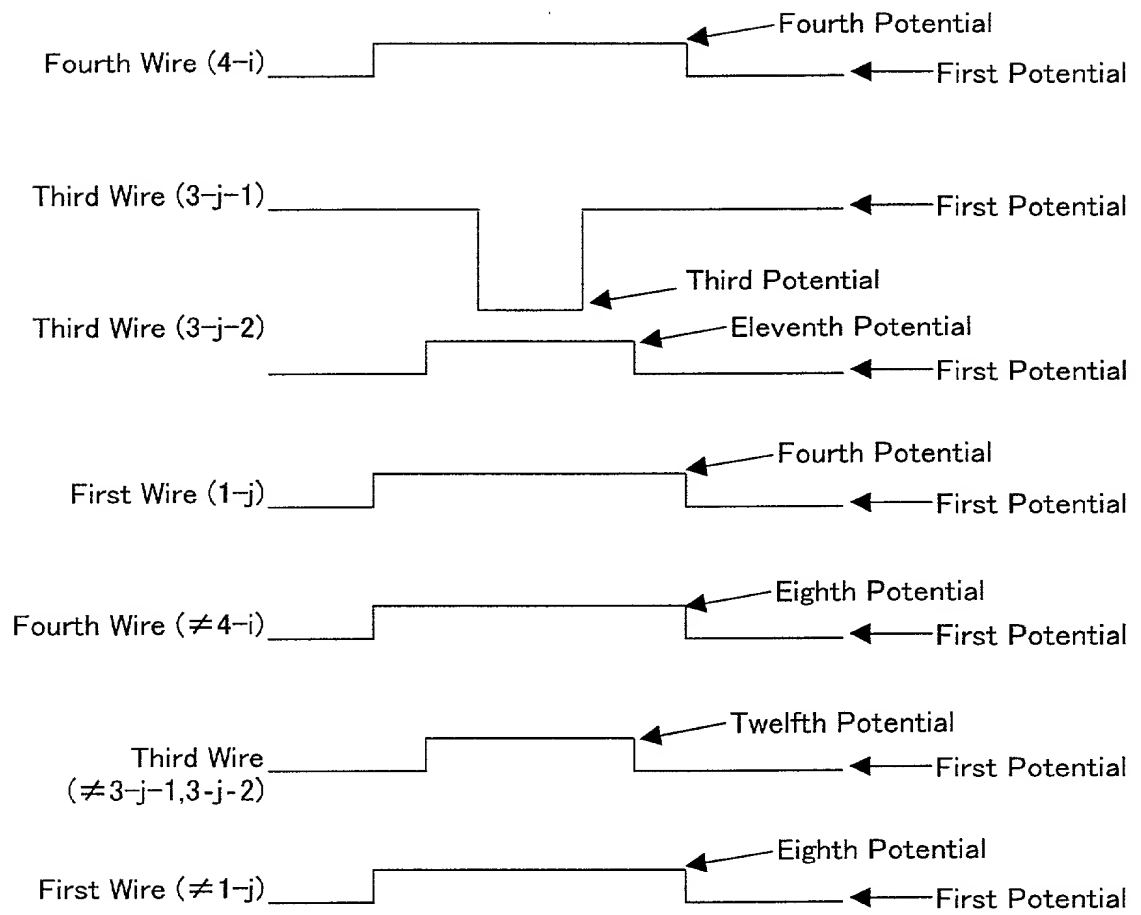 Fourth Potential
Fourth Wire (4-i)
First Potential
Third Wire (3-j-1)
First Potential
Third Potential
Third Wire (3-j-2)
Eleventh Potential
First Potential
Fourth Potential
First Wire (1-j)
First Potential
Eighth Potential
Fourth Wire (≠4-i)
First Potential
Twelfth Potential
Third Wire
(≠3-j-1,3-j-2)
First Potential
Eighth Potential
First Wire (≠1-j)
First Potential